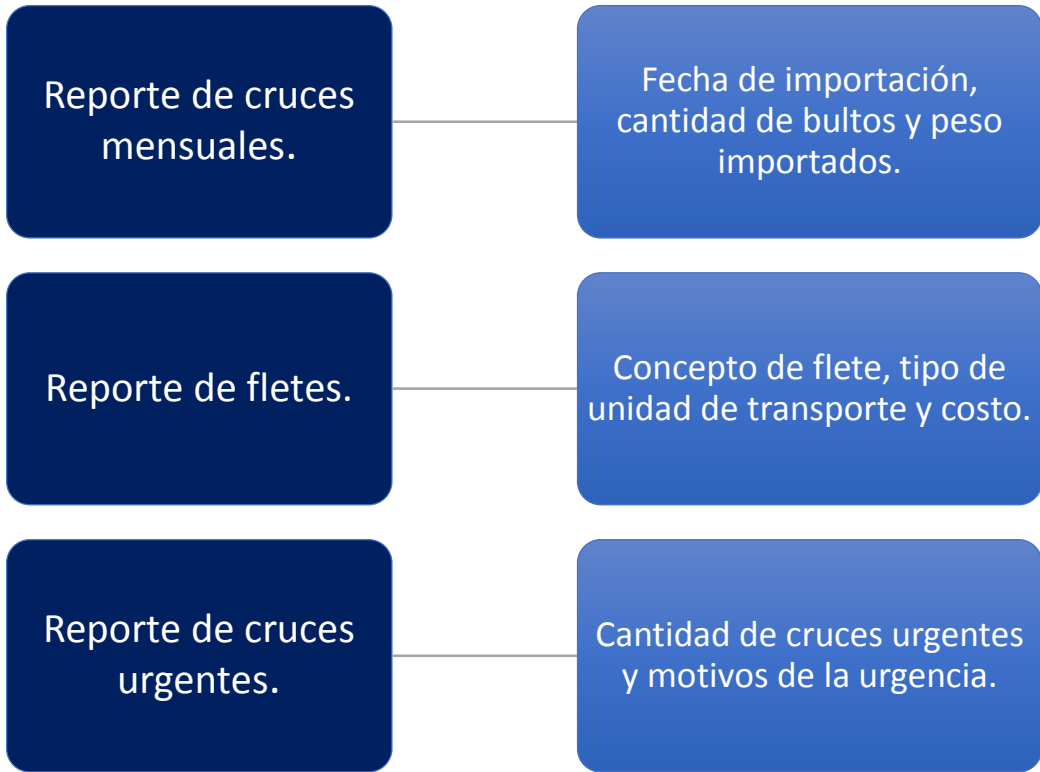 Reporte de cruces
mensuales.
Fecha de importación,
cantidad de bultos y peso
importados.
Reporte de fletes.
Concepto de flete, tipo de
unidad de transporte y costo.
Reporte de cruces
urgentes.
Cantidad de cruces urgentes
y motivos de la urgencia.